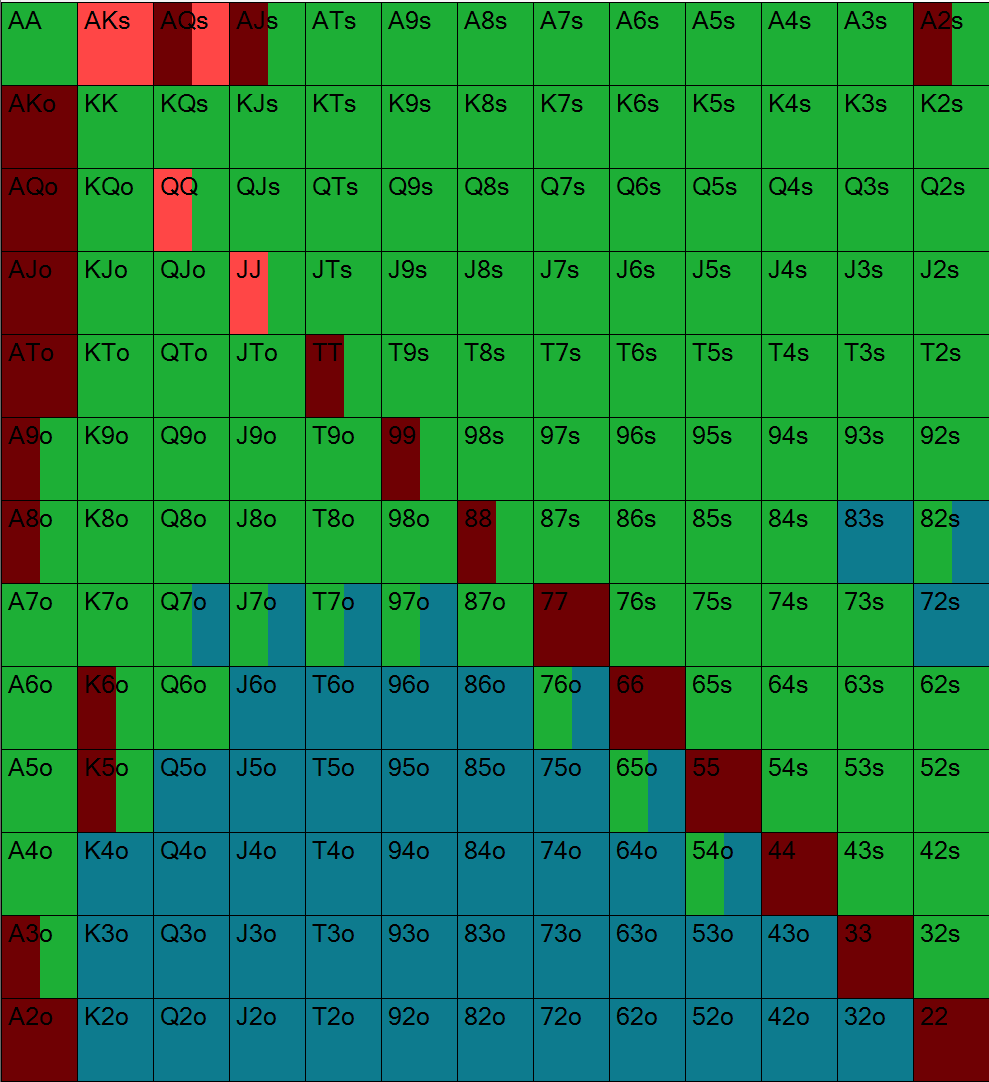 AA AKs AQs AJs ATs A9s A8s A7s A6s A5s A4s A3s A2s
AKo KK KQs KJs KTs K9s K8s K7s K6s K5s K4s K3s K2s
AQo KQo QQ QJs QTs Q9s Q8s Q7s Q6s Q5s Q4s Q3s Q2s
AJo KJo QJo JJ JTs J9s J8s J7s J6s J5s J4s J3s J2s
ATo KTo QTo JTo TT T9s T8s T7s T6s T5s T4s T3s T2s
A9o K9o Q9o J9o T9o 99 98s 97s 96s 95s 94s 93s 92s
A8o K8o Q8o J8o T8o 98o 88 87s 86s 85s 84s 83s 82s
A7o K7o Q7o J7o T7o 97o 87o 77 76s 75s 74s 73s 72s
A6o K6o Q6o J6o T6o 96o 86o 76o 66 65s 64s 63s 62s
A5o K5o Q5o J5o T5o 95o 85o 75o 65o 55 54s 53s 52s
A4o K4o Q4o J4o T4o 94o 84o 74o 64o 54o 44 43s 42s
A3o K3o Q3o J3o T3o 93o 83o 73o 63o 53o 43o 33 32s
A2o K2o Q2o J2o T2o 92o 82o 72o 62o 52o 42o 32o 22